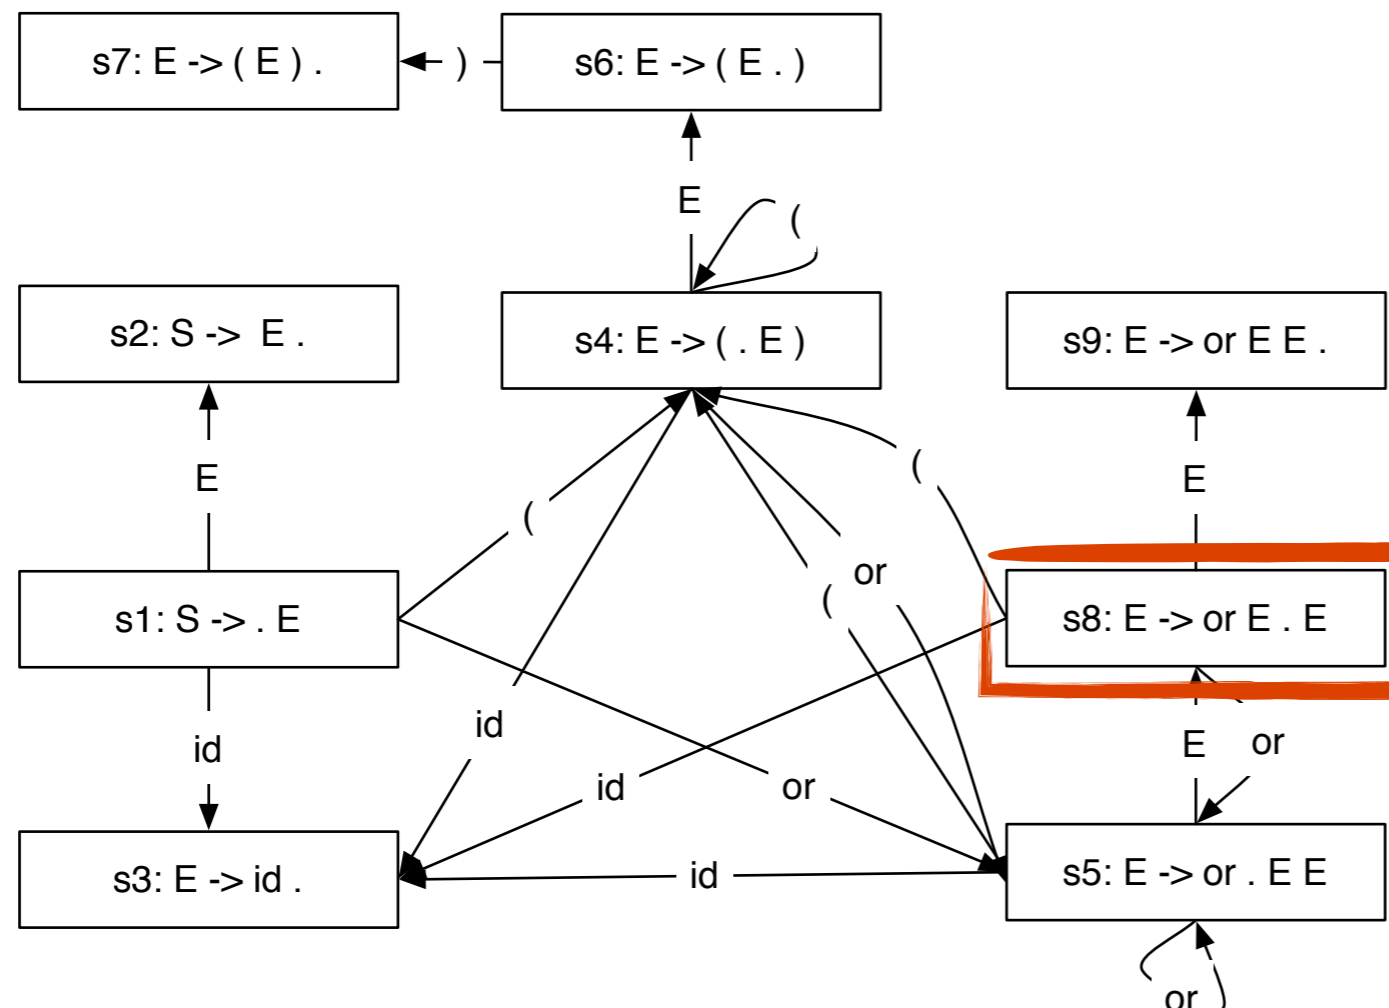 s7: E -> ( E ) .
)
s6: E -> ( E . )
E
(
s2: S -> E .
s4: E -> ( . E )
s9: E -> or E E .
E
(
(
E
or
(
s1: S -> . E
s8: E -> or E . E
id
id
E
or
id
or
s3: E -> id .
id
s5: E -> or . E E
or